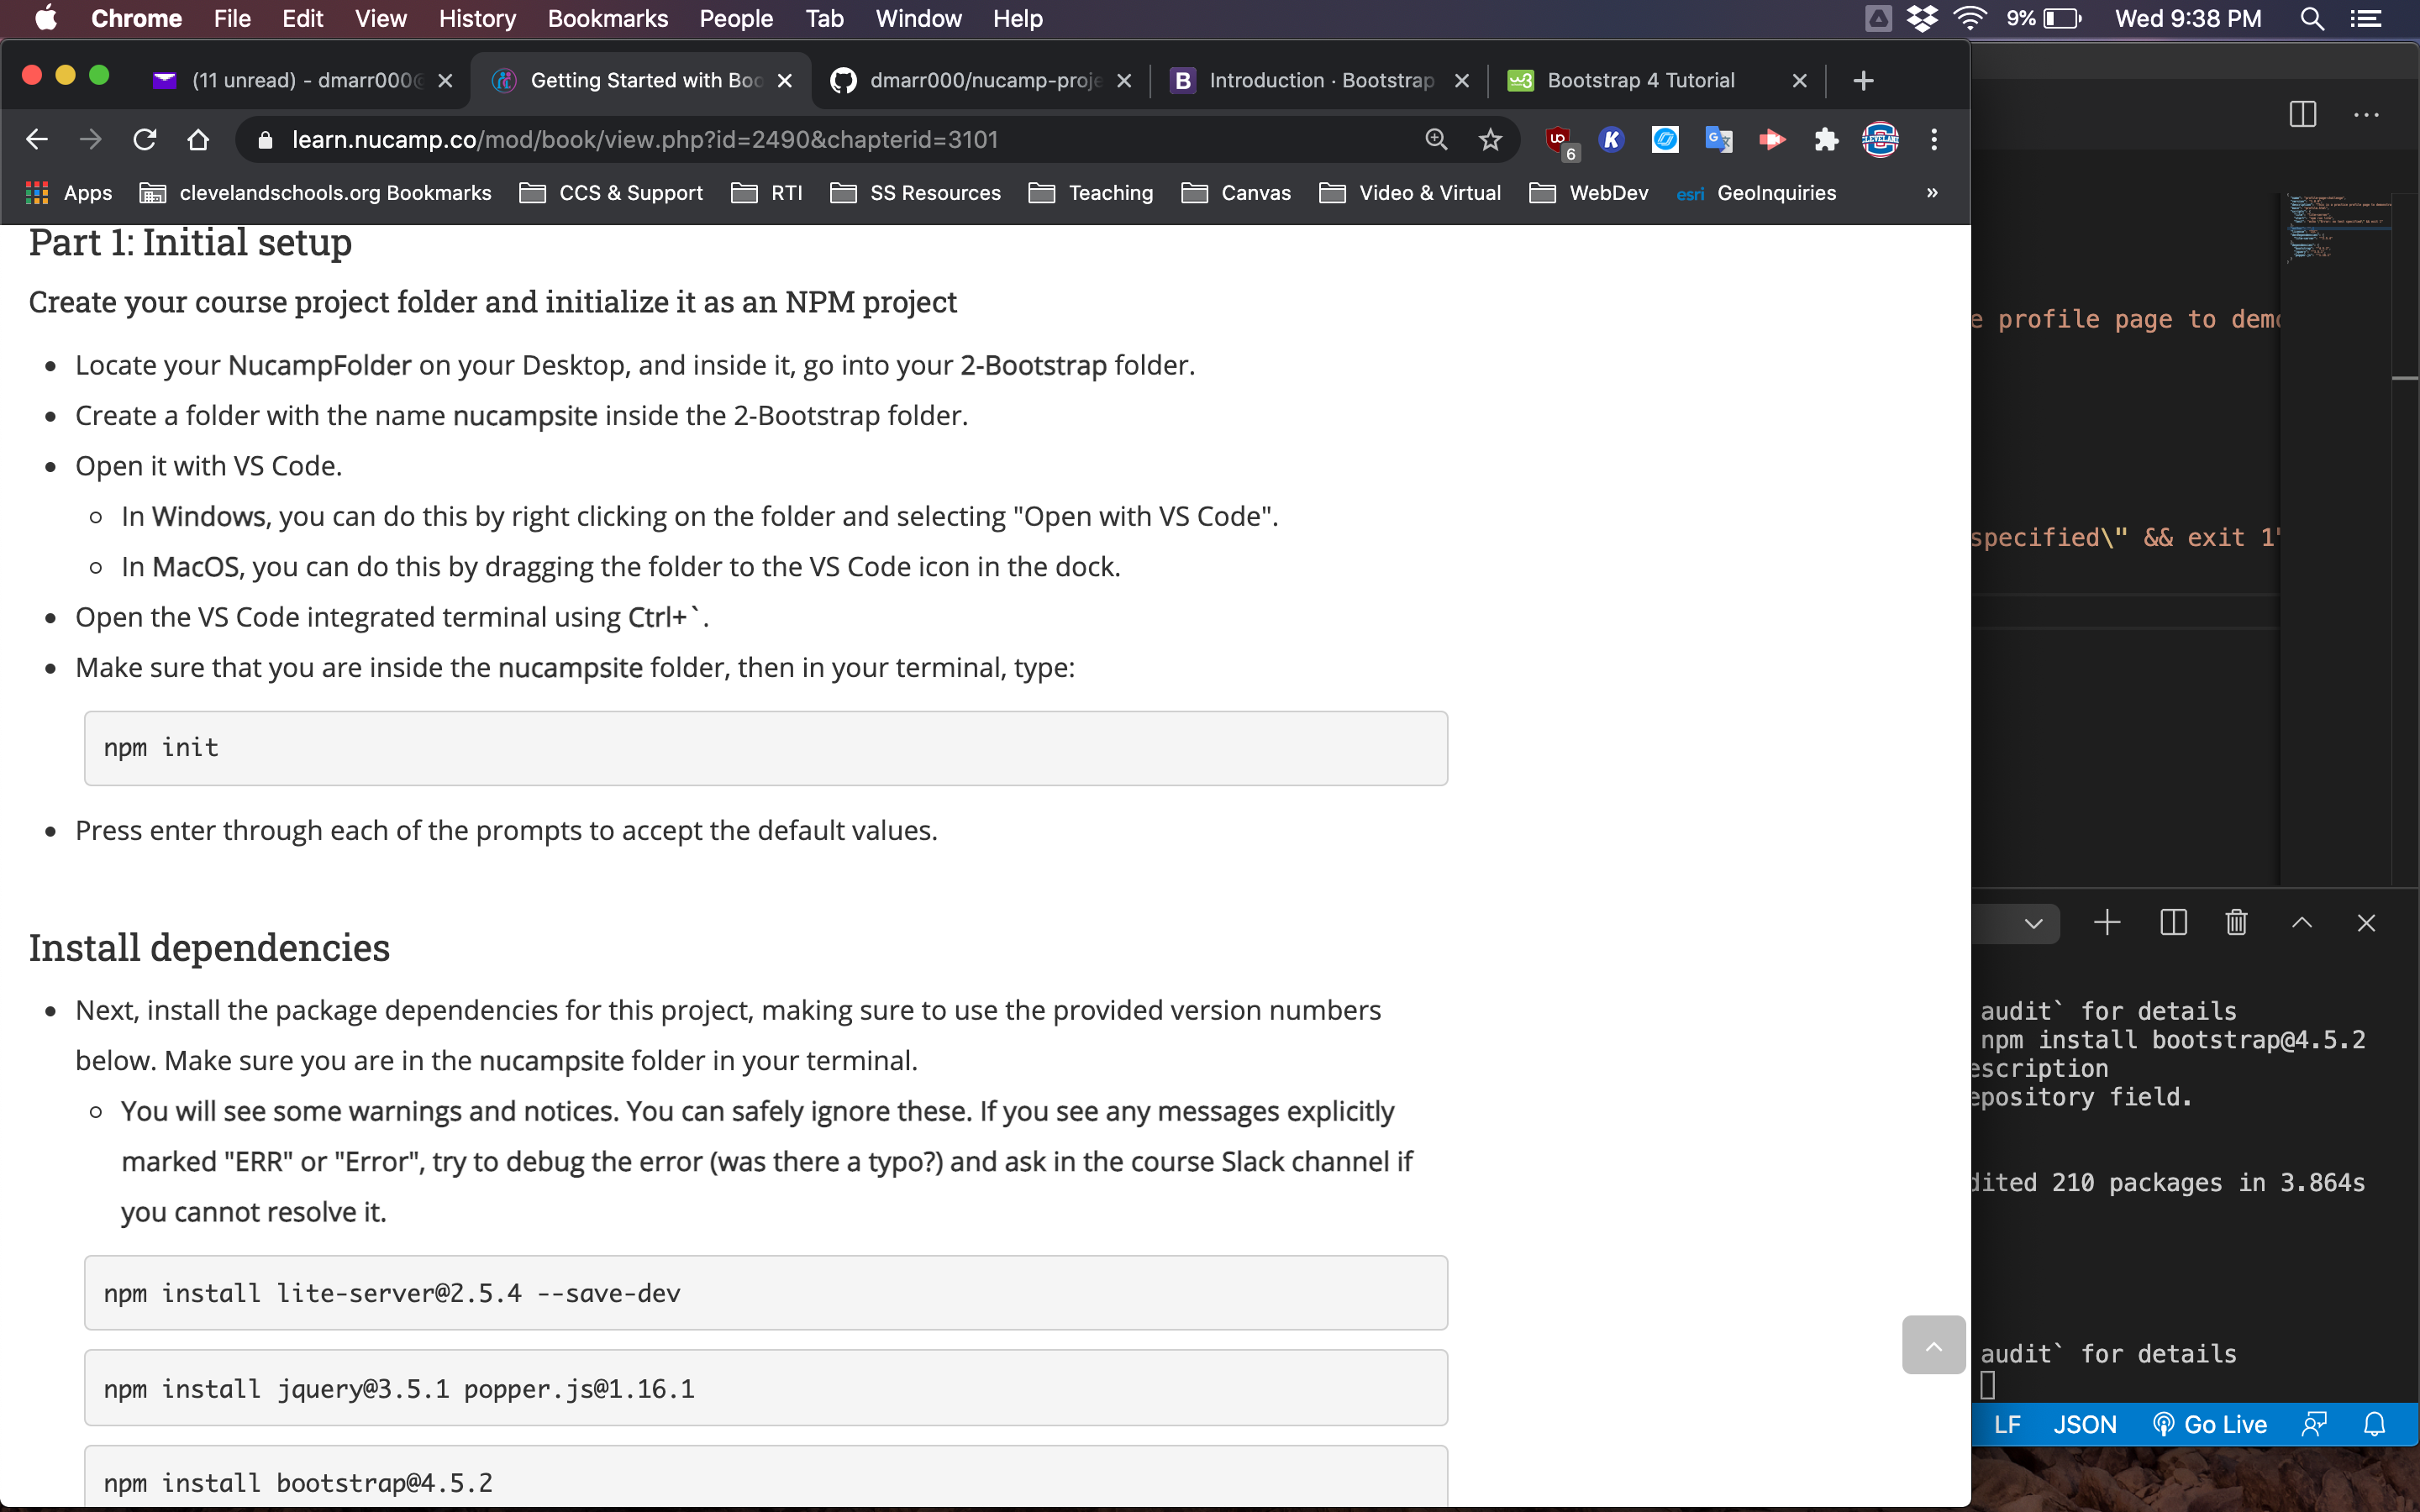 Chrome File Edit View History Bookmarks People Tab Window Help 9% Wed 9:38 PM
(11 unread) - dmarr000@ Getting Started with Boo dmarr000/nucamp-proje Introduction · Bootstrap Bootstrap 4 Tutorial
learn.nucamp.co/mod/book/view.php?id=2490&chapterid=3101 6
Apps clevelandschools.org Bookmarks CCS & Support RTI SS Resources Teaching Canvas Video & Virtual WebDev esri GeoInquiries »
Part 1: Initial setup
Create your course project folder and initialize it as an NPM project
Locate your NucampFolder on your Desktop, and inside it, go into your 2-Bootstrap folder.
Create a folder with the name nucampsite inside the 2-Bootstrap folder.
Open it with VS Code.
In Windows, you can do this by right clicking on the folder and selecting "Open with VS Code".
In MacOS, you can do this by dragging the folder to the VS Code icon in the dock.
Open the VS Code integrated terminal using Ctrl+`.
Make sure that you are inside the nucampsite folder, then in your terminal, type:
npm init
Press enter through each of the prompts to accept the default values.
Install dependencies
Next, install the package dependencies for this project, making sure to use the provided version numbers
below. Make sure you are in the nucampsite folder in your terminal.
You will see some warnings and notices. You can safely ignore these. If you see any messages explicitly
marked "ERR" or "Error", try to debug the error (was there a typo?) and ask in the course Slack channel if
you cannot resolve it.
npm install lite-server@2.5.4 --save-dev
npm install jquery@3.5.1 popper.js@1.16.1
npm install bootstrap@4.5.2
e profile page to demo
specified\" && exit 1"
audit` for details
npm install bootstrap@4.5.2
escription
epository field.
dited 210 packages in 3.864s
audit` for details
LF JSON Go Live